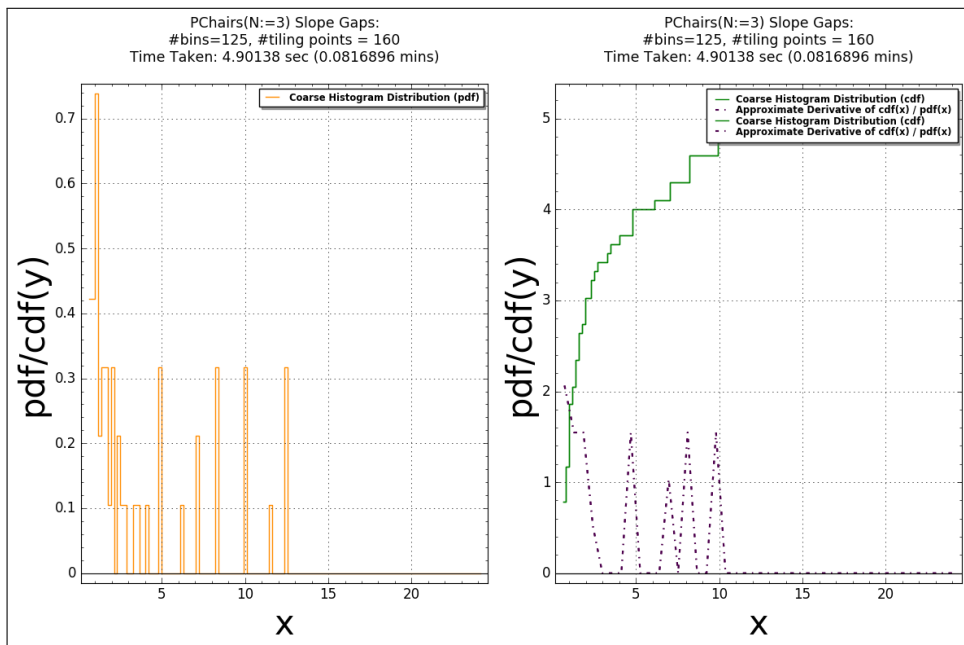 PChairs(N:=3) Slope Gaps:
#bins=125, #tiling points = 160
Time Taken: 4.90138 sec (0.0816896 mins)
Coarse Histogram Distribution (pdf)
0.7
0.6
0.5
0.4
0.3
0.2
0.1
0
5
10
15
20
pdf/cdf(y)
x
PChairs(N:=3) Slope Gaps:
#bins=125, #tiling points = 160
Time Taken: 4.90138 sec (0.0816896 mins)
Coarse Histogram Distribution (cdf)
Approximate Derivative of cdf(x) / pdf(x)
Coarse Histogram Distribution (cdf)
Approximate Derivative of cdf(x) / pdf(x)
5
4
3
2
1
0
5
10
15
20
pdf/cdf(y)
x